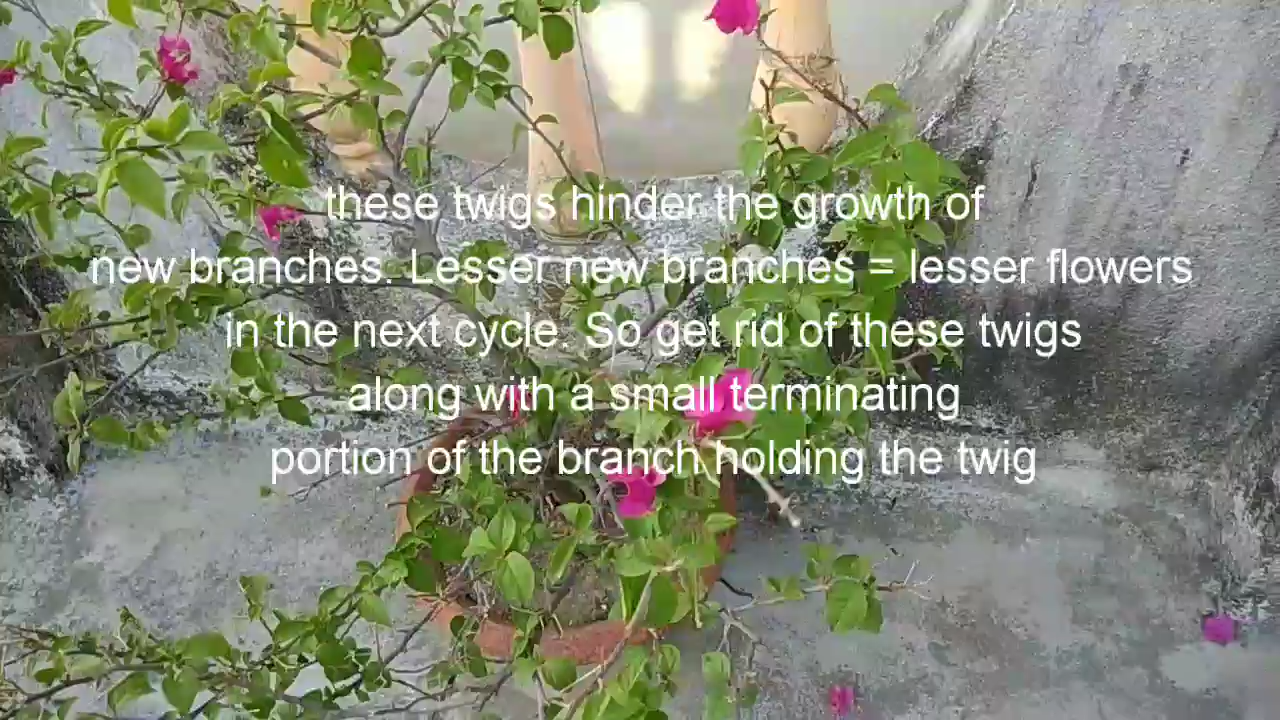 these twigs hinder the growth of
new branches. Lesser new branches = lesser flowers
in the next cycle. So get rid of these twigs
along with a small terminating
portion of the branch holding the twig